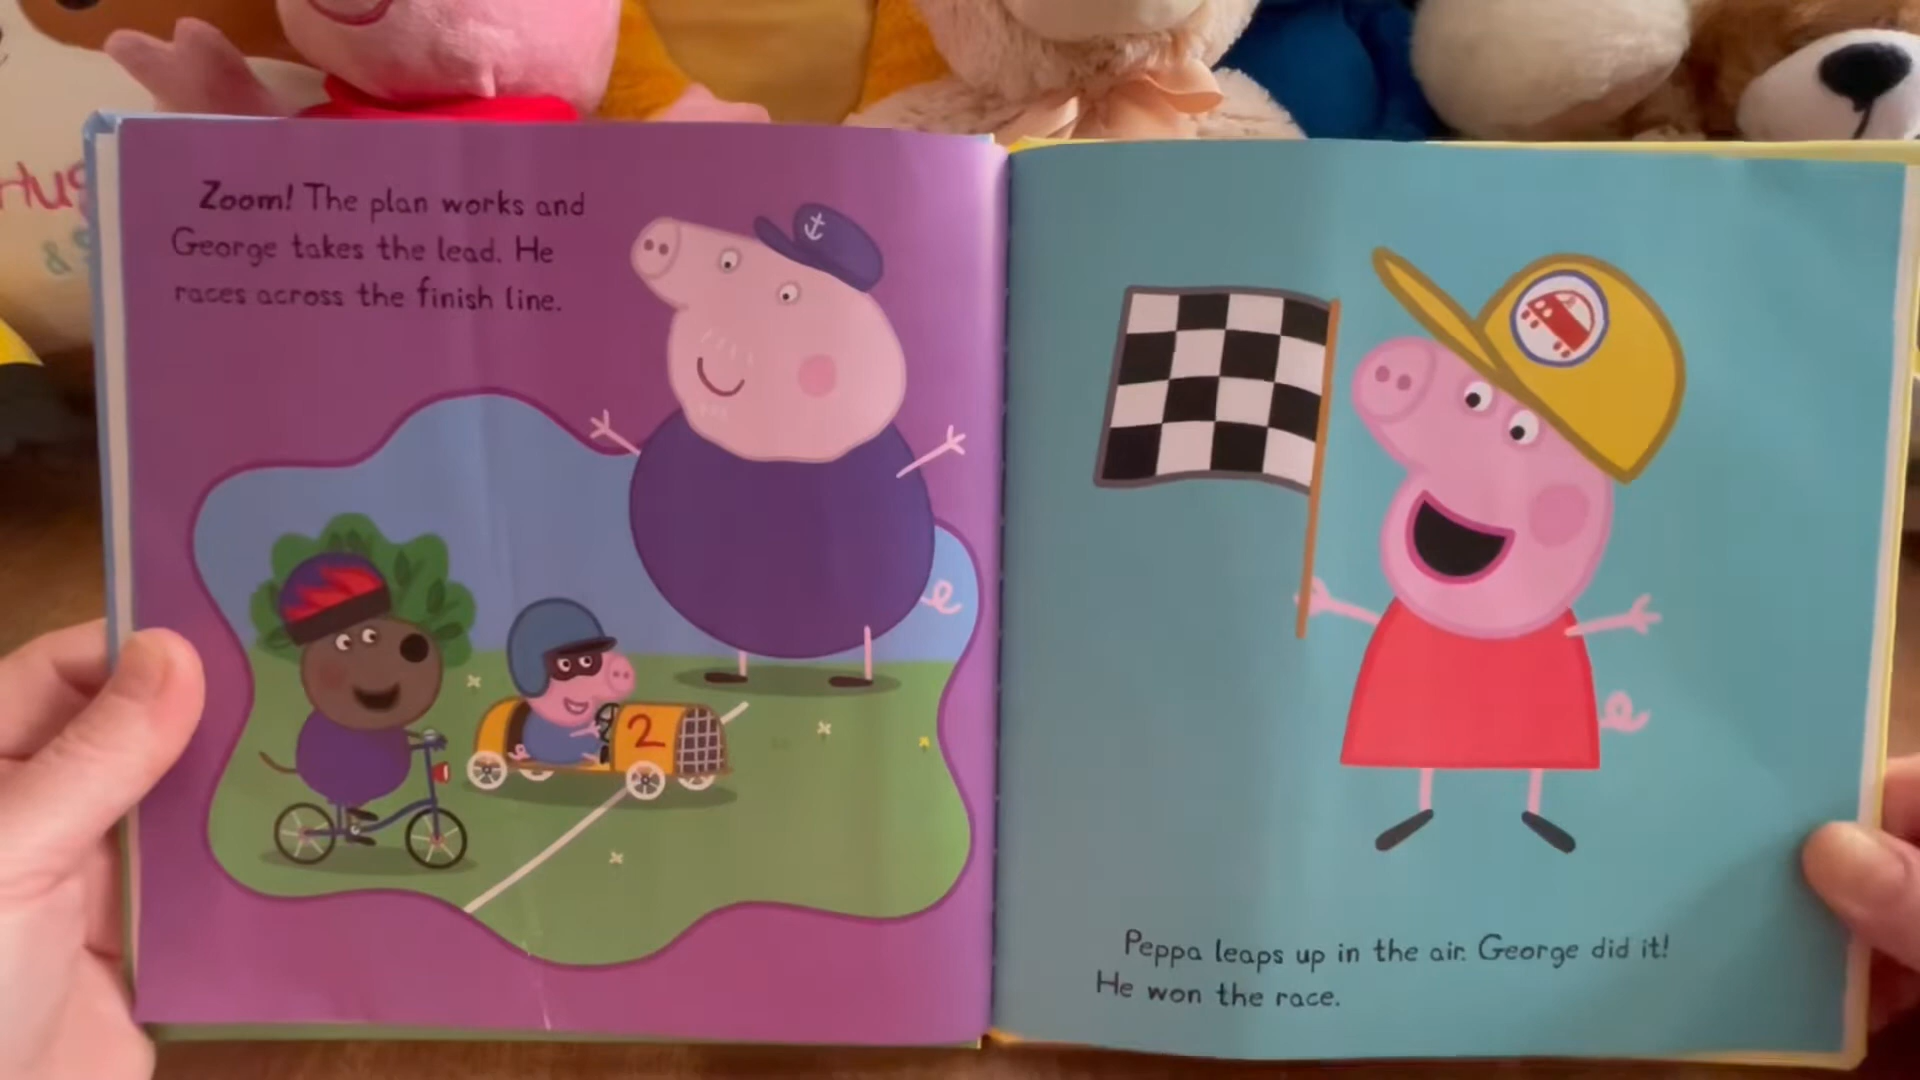 Zoom! The plan works and
George takes the lead. He
races across the finish line.
2
Peppa leaps up in the air. George did it!
He won the race.